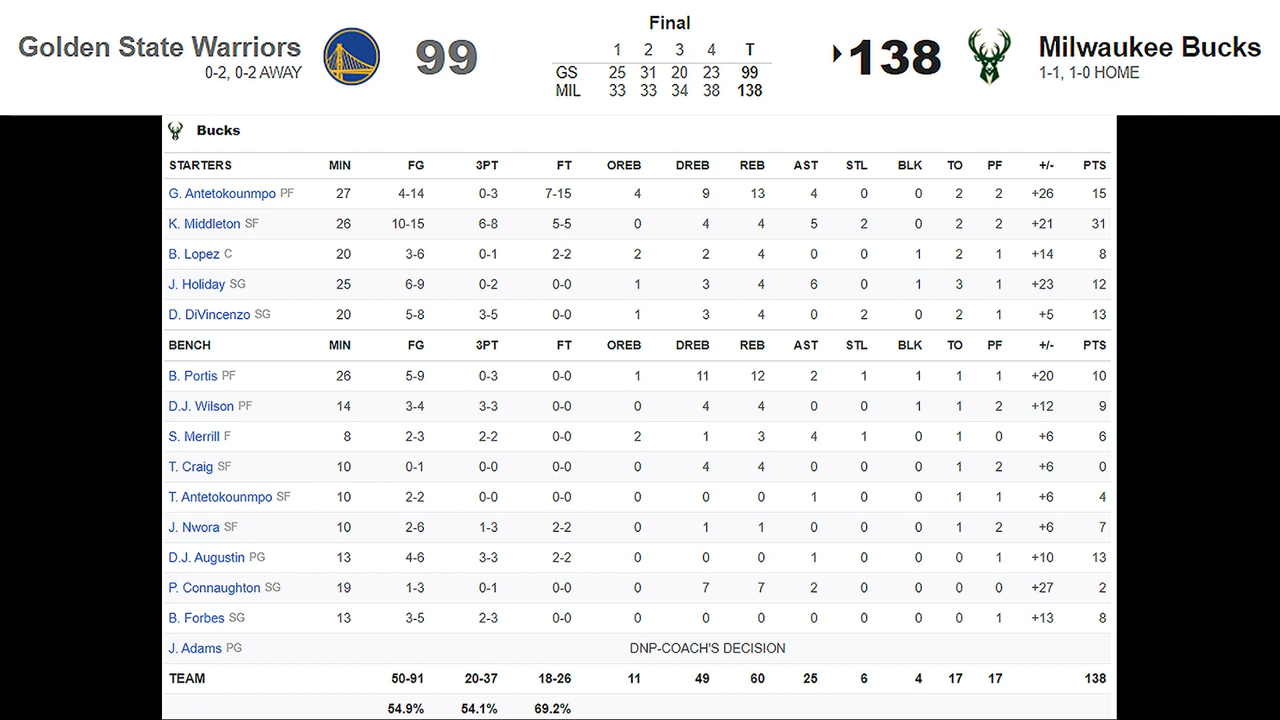 Final
Golden State Warriors
0-2, 0-2 AWAY
99
1 2 3 4 T
GS 25 31 20 23 99
MIL 33 33 34 38 138
138
Milwaukee Bucks
1-1, 1-0 HOME
Bucks
STARTERS MIN FG 3PT FT OREB DREB REB AST STL BLK TO PF +/- PTS
G. Antetokounmpo PF 27 4-14 0-3 7-15 4 9 13 4 0 0 2 2 +26 15
K. Middleton SF 26 10-15 6-8 5-5 0 4 4 5 2 0 2 2 +21 31
B. Lopez C 20 3-6 0-1 2-2 2 2 4 0 0 1 2 1 +14 8
J. Holiday SG 25 6-9 0-2 0-0 1 3 4 6 0 1 3 1 +23 12
D. DiVincenzo SG 20 5-8 3-5 0-0 1 3 4 0 2 0 2 1 +5 13
BENCH MIN FG 3PT FT OREB DREB REB AST STL BLK TO PF +/- PTS
B. Portis PF 26 5-9 0-3 0-0 1 11 12 2 1 1 1 1 +20 10
D.J. Wilson PF 14 3-4 3-3 0-0 0 4 4 0 0 1 1 2 +12 9
S. Merrill F 8 2-3 2-2 0-0 2 1 3 4 1 0 1 0 +6 6
T. Craig SF 10 0-1 0-0 0-0 0 4 4 0 0 0 1 2 +6 0
T. Antetokounmpo SF 10 2-2 0-0 0-0 0 0 0 1 0 0 1 1 +6 4
J. Nwora SF 10 2-6 1-3 2-2 0 1 1 0 0 0 1 2 +6 7
D.J. Augustin PG 13 4-6 3-3 2-2 0 0 0 1 0 0 0 1 +10 13
P. Connaughton SG 19 1-3 0-1 0-0 0 7 7 2 0 0 0 0 +27 2
B. Forbes SG 13 3-5 2-3 0-0 0 0 0 0 0 0 0 1 +13 8
J. Adams PG DNP-COACH'S DECISION
TEAM 50-91 20-37 18-26 11 49 60 25 6 4 17 17 138
54.9% 54.1% 69.2%